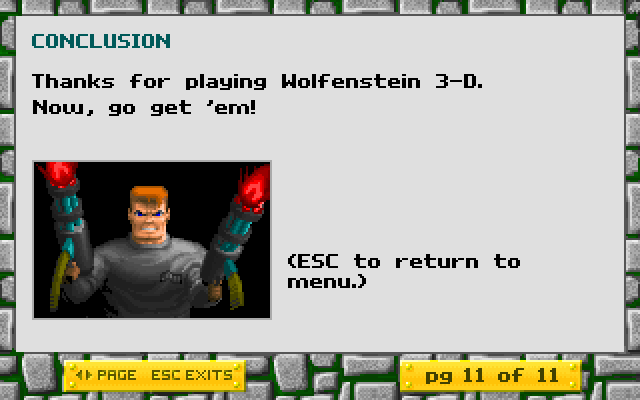 CONCLUSION
Thanks for playing Wolfenstein 3-D.
Now, go get 'em!
(ESC to return to
menu.)
PAGE ESC EXITS
pg 11 of 11